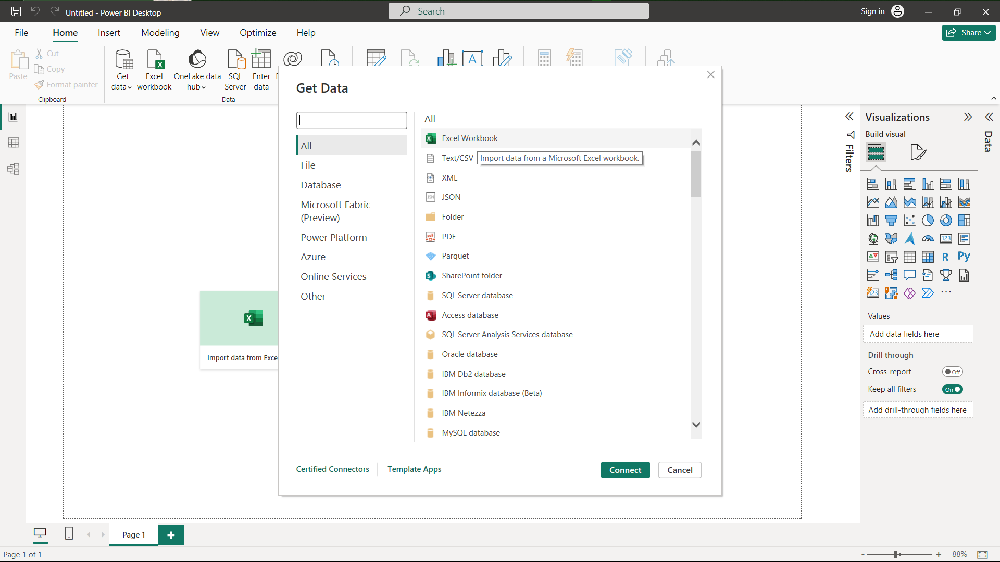 Untitled - Power BI Desktop
Search
Sign in
File
Home
Insert
Modeling
View
Optimize
Help
Share
Paste
Cut
Copy
Format painter
Clipboard
Get data
Excel workbook
OneLake data hub
SQL Server
Enter data
Data
Get Data
All
File
Database
Microsoft Fabric
(Preview)
Power Platform
Azure
Online Services
Other
All
Excel Workbook
Text/CSV
Import data from a Microsoft Excel workbook.
XML
JSON
Folder
PDF
Parquet
SharePoint folder
SQL Server database
Access database
SQL Server Analysis Services database
Oracle database
IBM Db2 database
IBM Informix database (Beta)
IBM Netezza
MySQL database
Certified Connectors
Template Apps
Connect
Cancel
Import data from Exce
Filters
Visualizations
Build visual
123
R
Py
123
Values
Add data fields here
Drill through
Cross-report
Off
Keep all filters
On
Add drill-through fields here
Data
Page 1
Page 1 of 1
88%